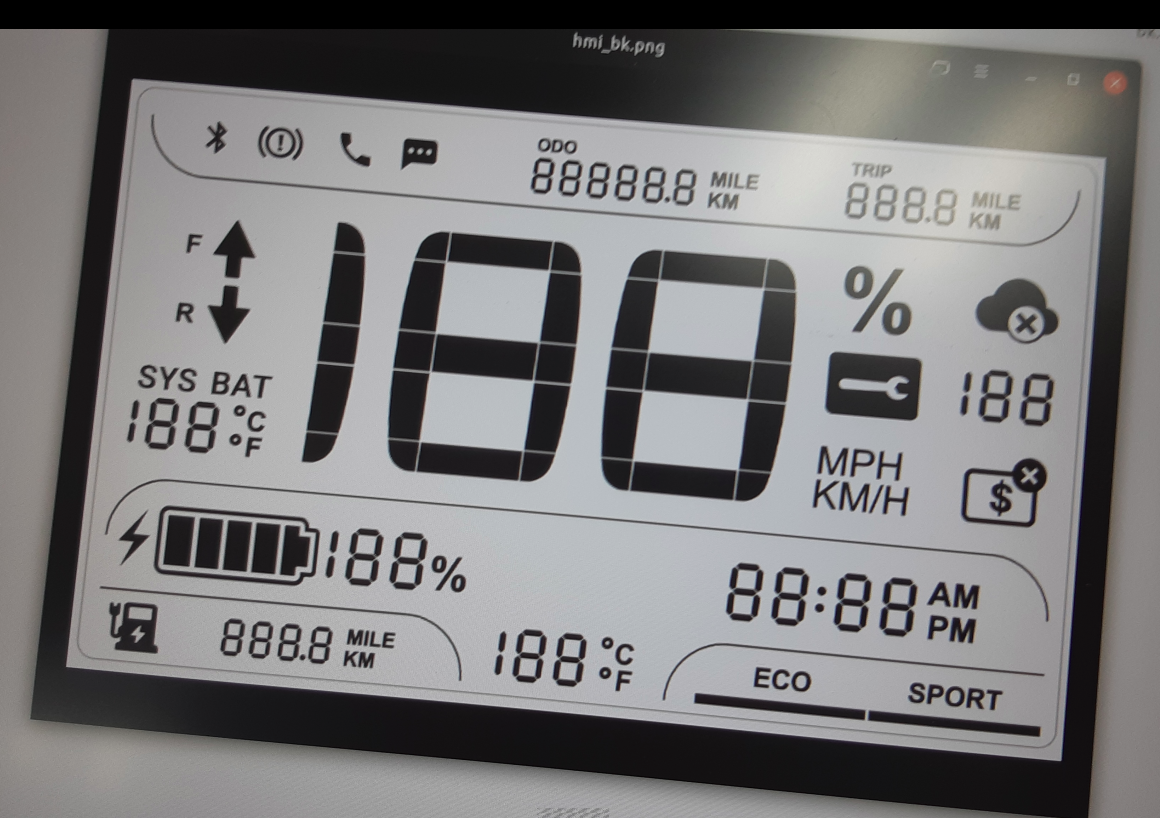 hmi_bk.png
ODO
88888.8 MILE
KM
TRIP
888.8 MILE
KM
F
R
SYS BAT
188 °C
°F
188
%
188
MPH
KM/H
$
188%
88:88 AM
PM
888.8 MILE
KM
188 °C
°F
ECO
SPORT